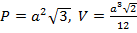 P = a²√3, V = a³√2/12